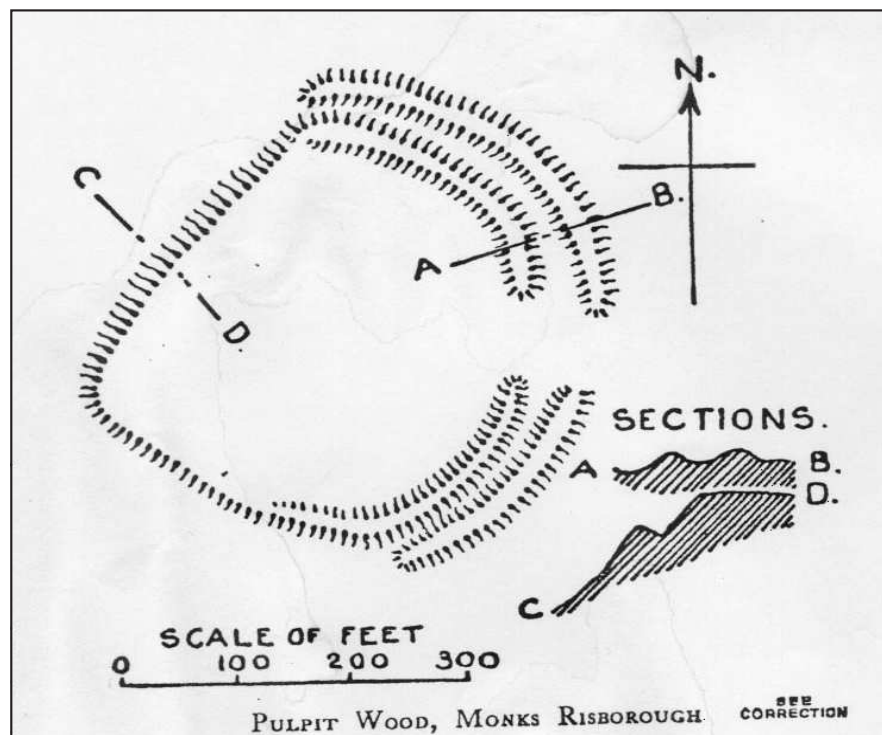 N.
C
B.
A
D.
SECTIONS.
A B.
D.
C
SCALE OF FEET
0 100 200 300
PULPIT WOOD, MONKS RISBOROUGH
SEE
CORRECTION